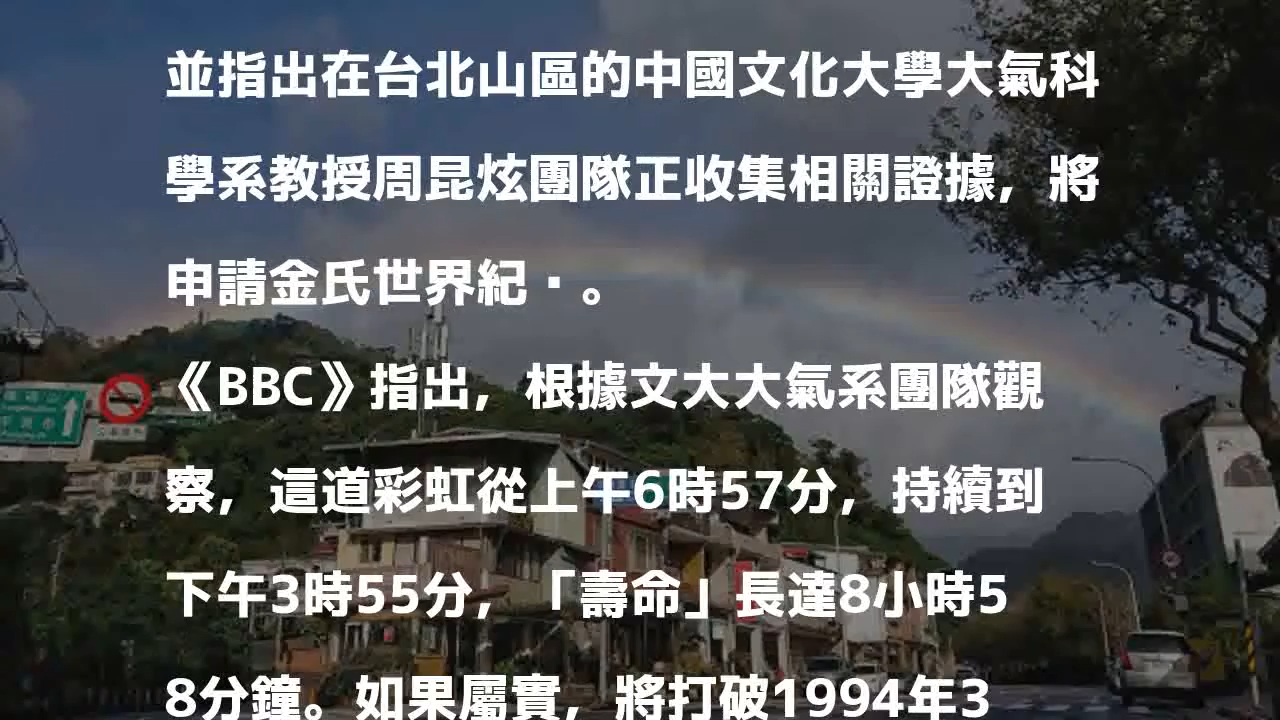 並指出在台北山區的中國文化大學大氣科
學系教授周昆炫團隊正收集相關證據，將
申請金氏世界紀▪。
《BBC》指出，根據文大大氣系團隊觀
察，這道彩虹從上午6時57分，持續到
下午3時55分，「壽命」長達8小時5
8分鐘。如果屬實，將打破1994年3